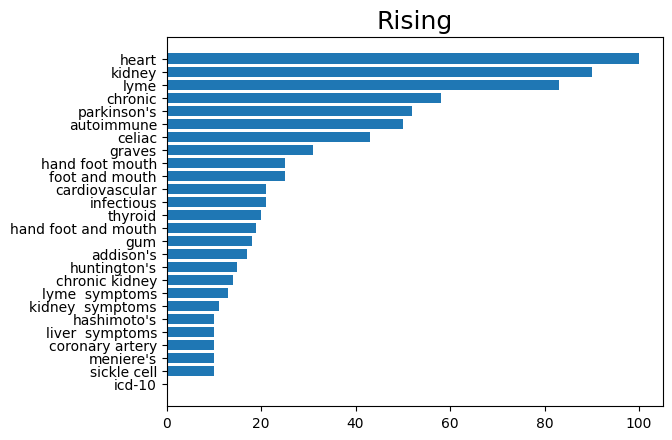 Rising
heart
kidney
lyme
chronic
parkinson's
autoimmune
celiac
graves
hand foot mouth
foot and mouth
cardiovascular
infectious
thyroid
hand foot and mouth
gum
addison's
huntington's
chronic kidney
lyme  symptoms
kidney  symptoms
hashimoto's
liver  symptoms
coronary artery
meniere's
sickle cell
icd-10
0 20 40 60 80 100